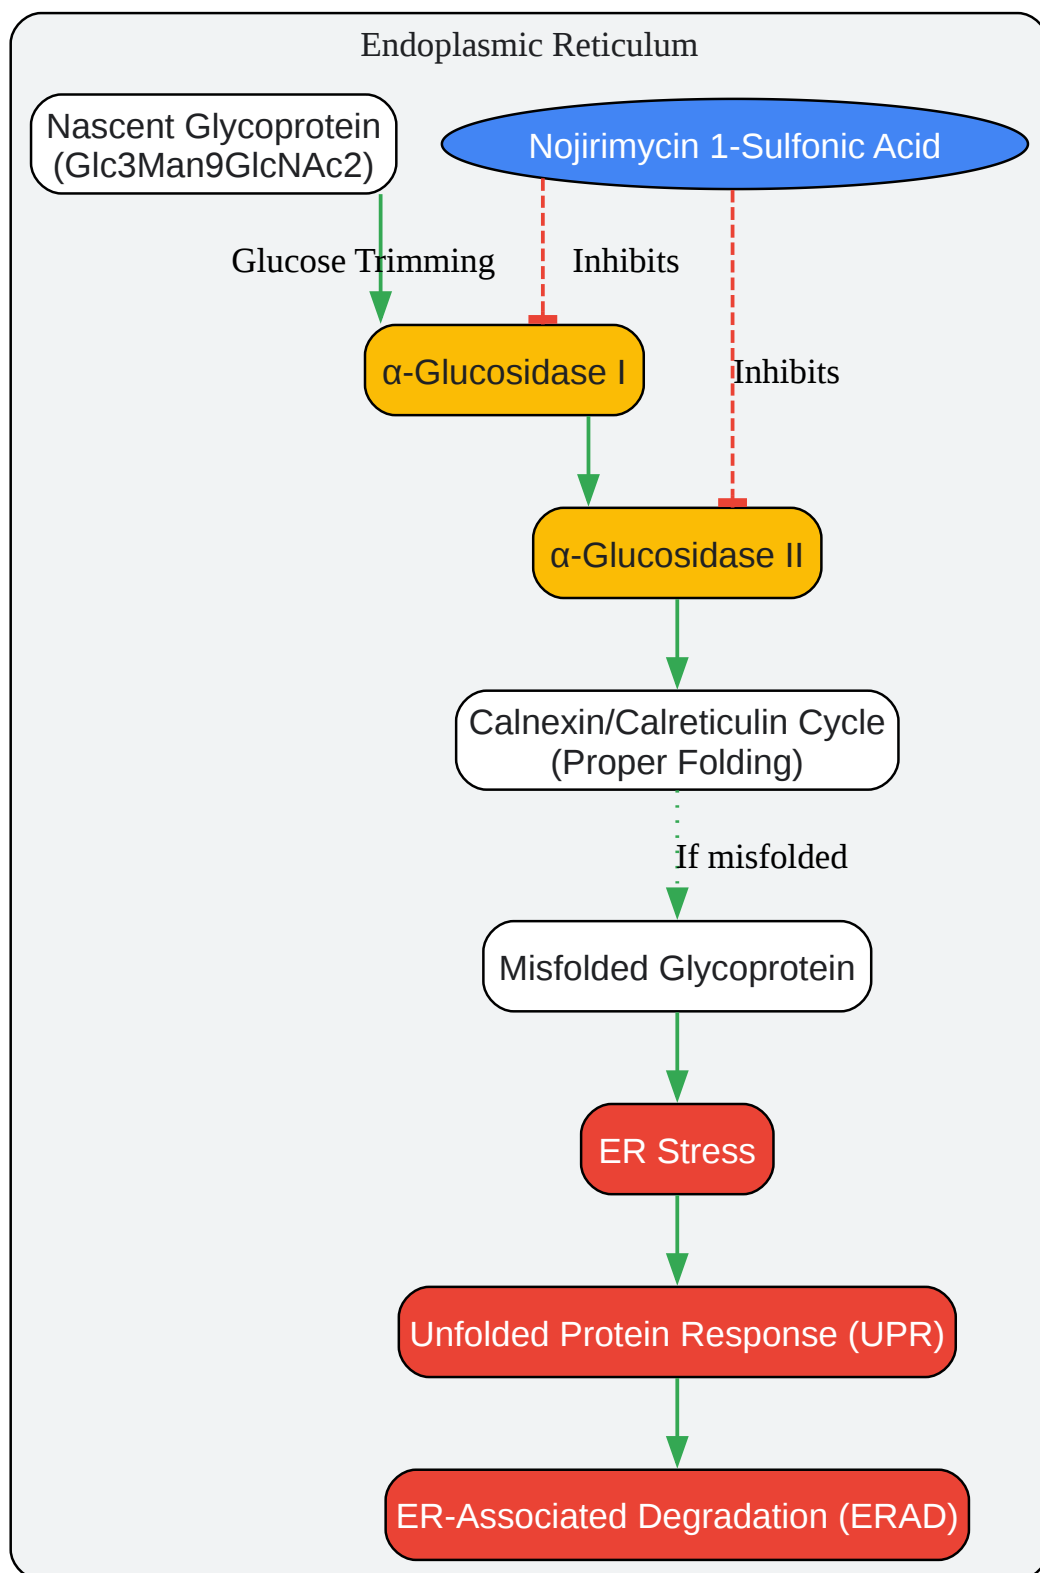 Endoplasmic Reticulum
Nascent Glycoprotein
(Glc3Man9GlcNAc2)
Nojirimycin 1-Sulfonic Acid
Glucose Trimming
Inhibits
α-Glucosidase I
Inhibits
α-Glucosidase II
Calnexin/Calreticulin Cycle
(Proper Folding)
If misfolded
Misfolded Glycoprotein
ER Stress
Unfolded Protein Response (UPR)
ER-Associated Degradation (ERAD)